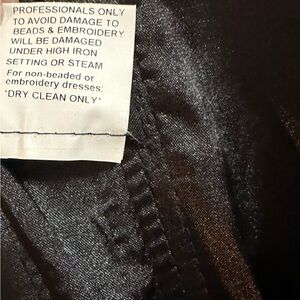 PROFESSIONALS ONLY
TO AVOID DAMAGE TO
BEADS & EMBROIDERY
WILL BE DAMAGED
UNDER HIGH IRON
SETTING OR STEAM
For non-beaded or
embroidery dresses:
"DRY CLEAN ONLY"